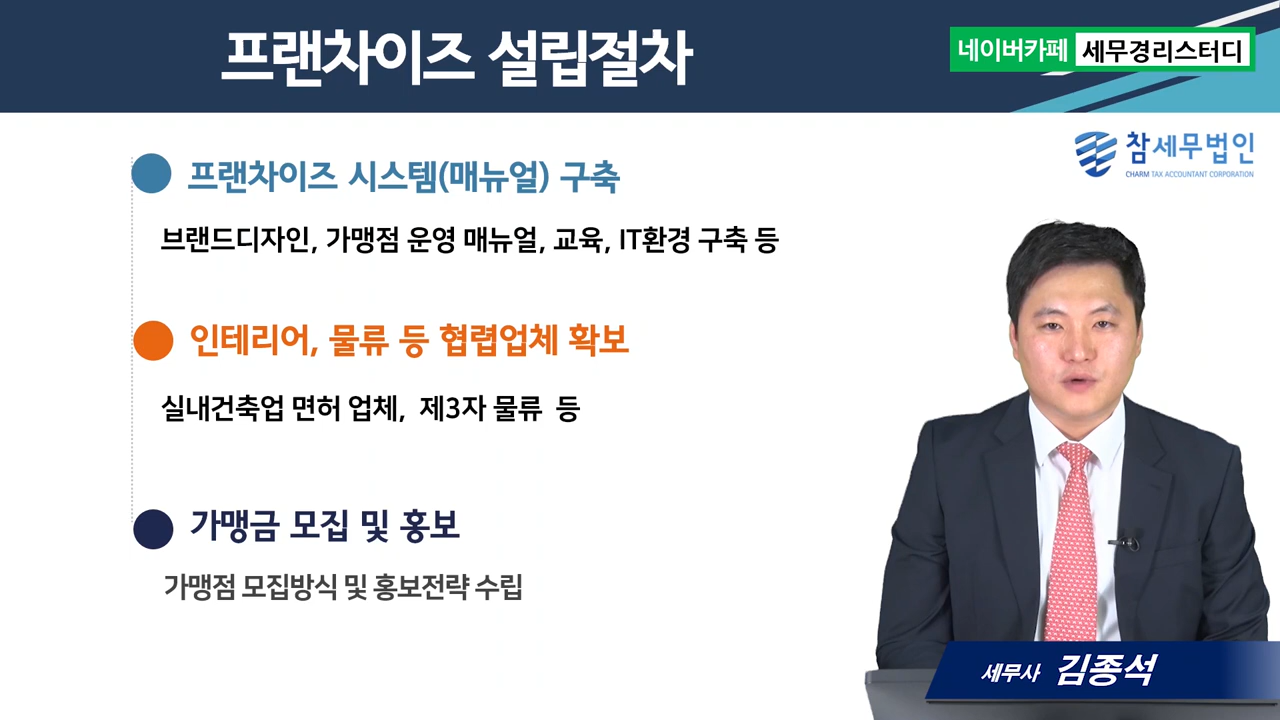 프랜차이즈 설립절차
네이버카페 세무경리스터디
참세무법인
CHARM TAX ACCOUNTANT CORPORATION
프랜차이즈 시스템(매뉴얼) 구축
브랜드디자인, 가맹점 운영 매뉴얼, 교육, IT환경 구축 등
인테리어, 물류 등 협렵업체 확보
실내건축업 면허 업체, 제3자 물류 등
가맹금 모집 및 홍보
가맹점 모집방식 및 홍보전략 수립
세무사 김종석